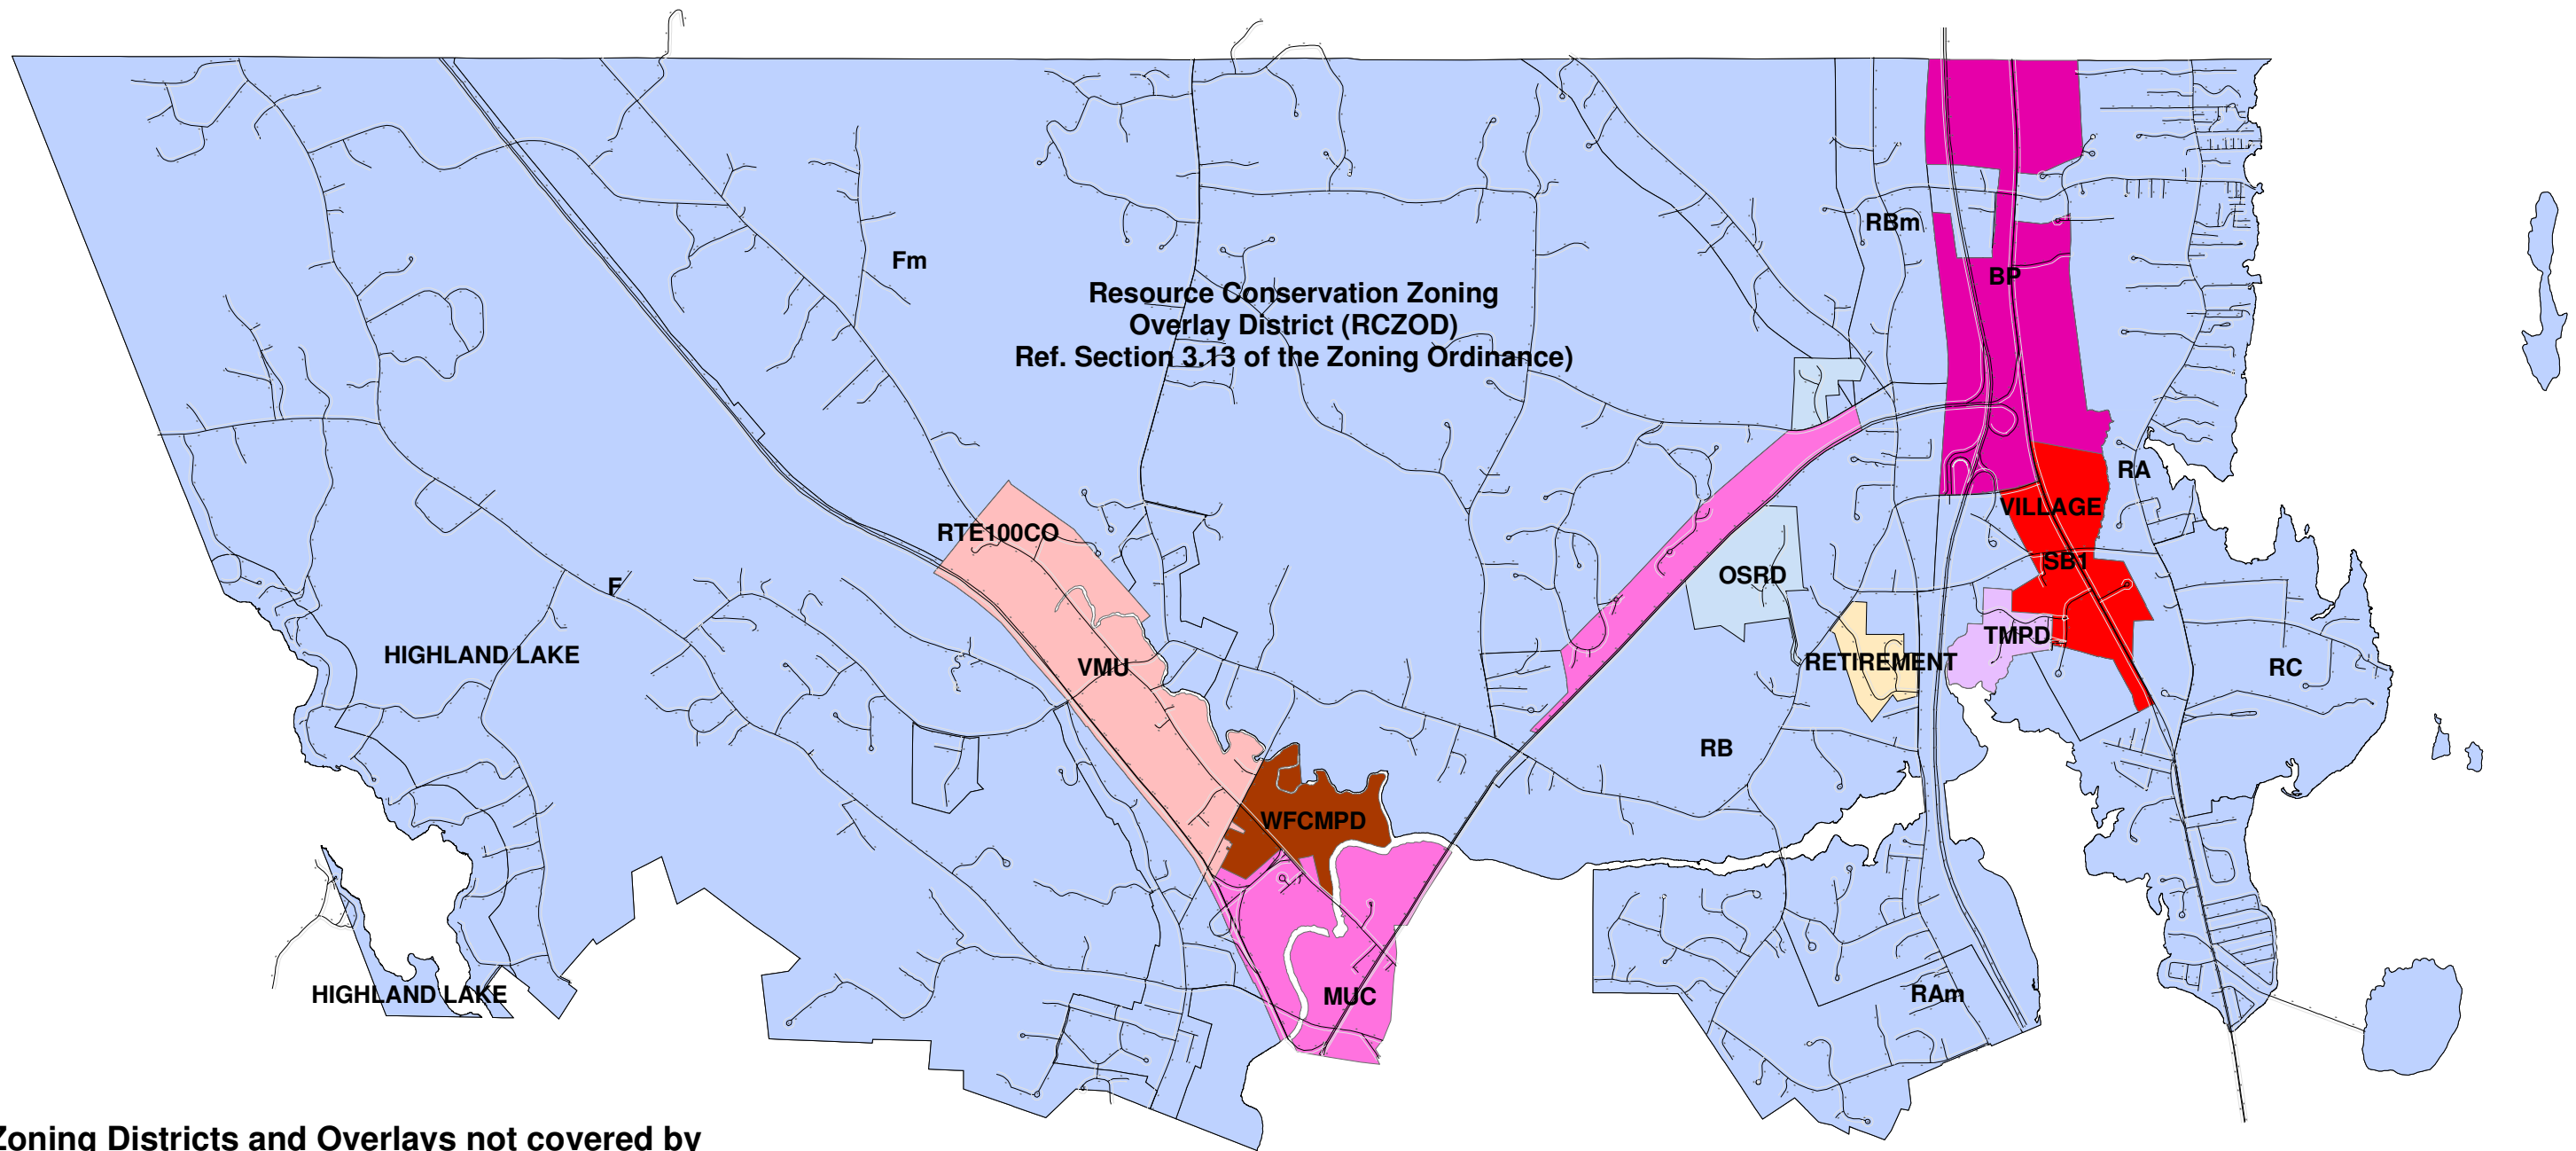 RBm
Fm
BP
Resource Conservation Zoning
Overlay District (RCZOD)
Ref. Section 3.13 of the Zoning Ordinance)
RA
VILLAGE
RTE100CO
SB1
OSRD
F
TMPD
HIGHLAND LAKE
RETIREMENT
VMU
RC
RB
WFCMPD
HIGHLAND LAKE
MUC
RAm
Zoning Districts and Overlays not covered by